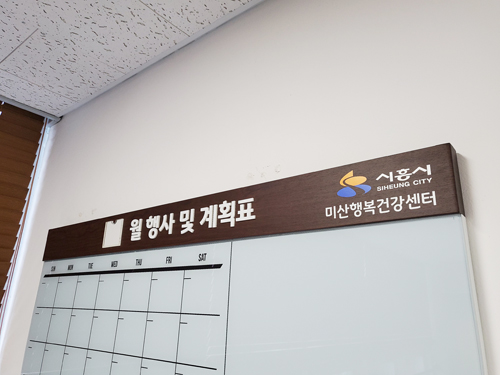 월 행사 및 계획표
시흥시
SIHEUNG CITY
미산행복건강센터
SUN MON TUE WED THU FRI SAT